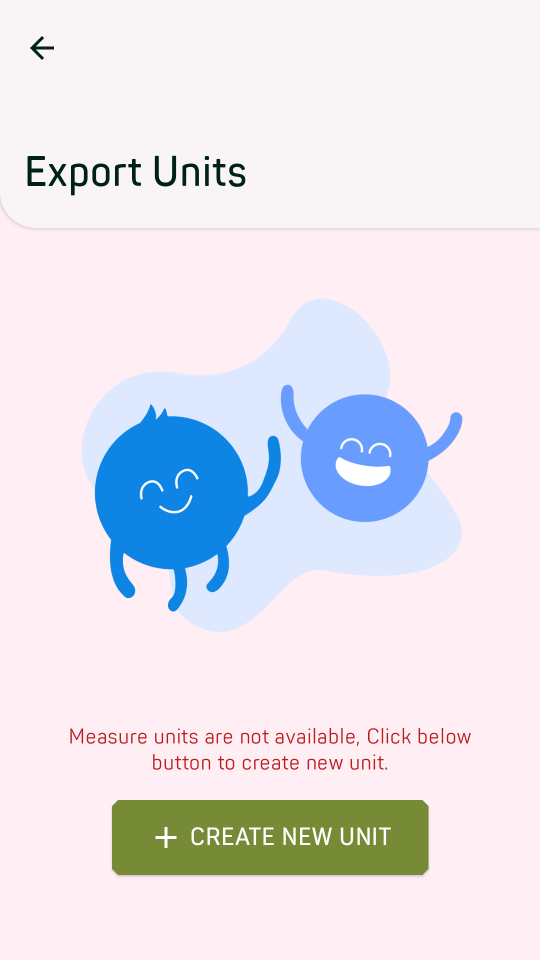 Export Units
Measure units are not available, Click below
button to create new unit.
CREATE NEW UNIT